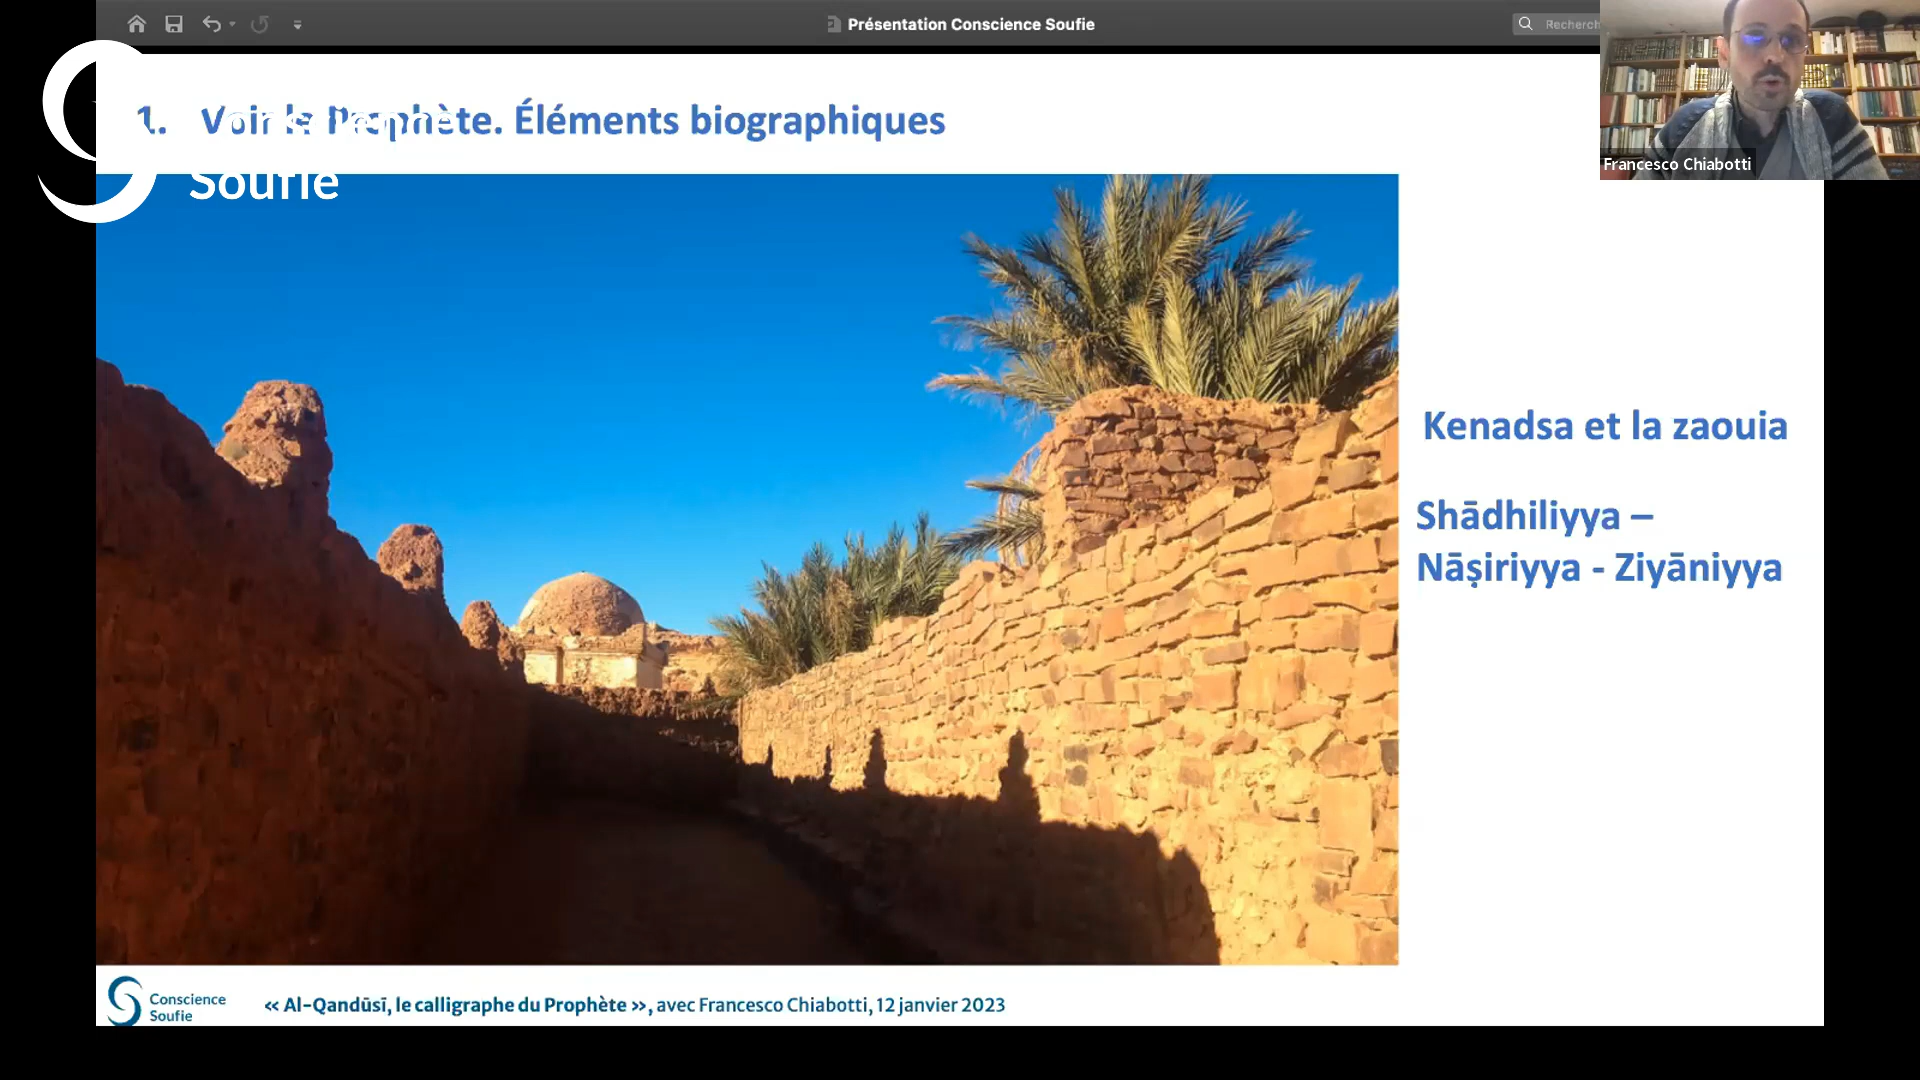 Présentation Conscience Soufie
Recherch
Conscience
Soufie
1. Voir le Prophète. Éléments biographiques
Francesco Chiabotti
Kenadsa et la zaouia
Shādhiliyya –
Nāṣiriyya - Ziyāniyya
Conscience
Soufie
« Al-Qandūsī, le calligraphe du Prophète », avec Francesco Chiabotti, 12 janvier 2023